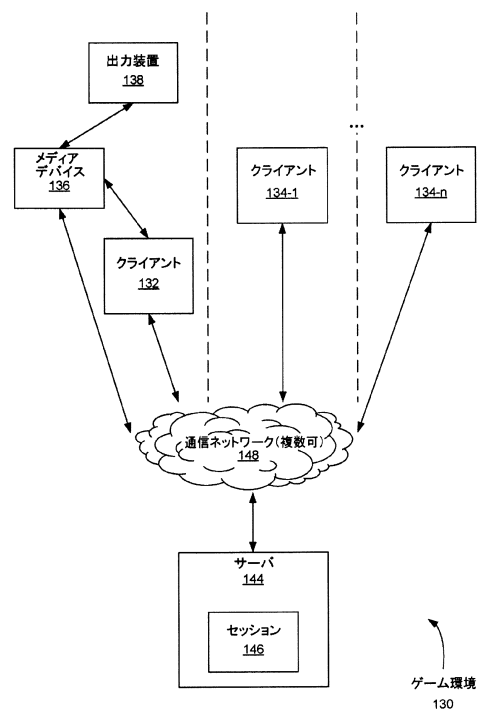 出力装置
138
メディア
デバイス
136
クライアント
132
クライアント
134-1
...
クライアント
134-n
通信ネットワーク(複数可)
148
サーバ
144
セッション
146
ゲーム環境
130